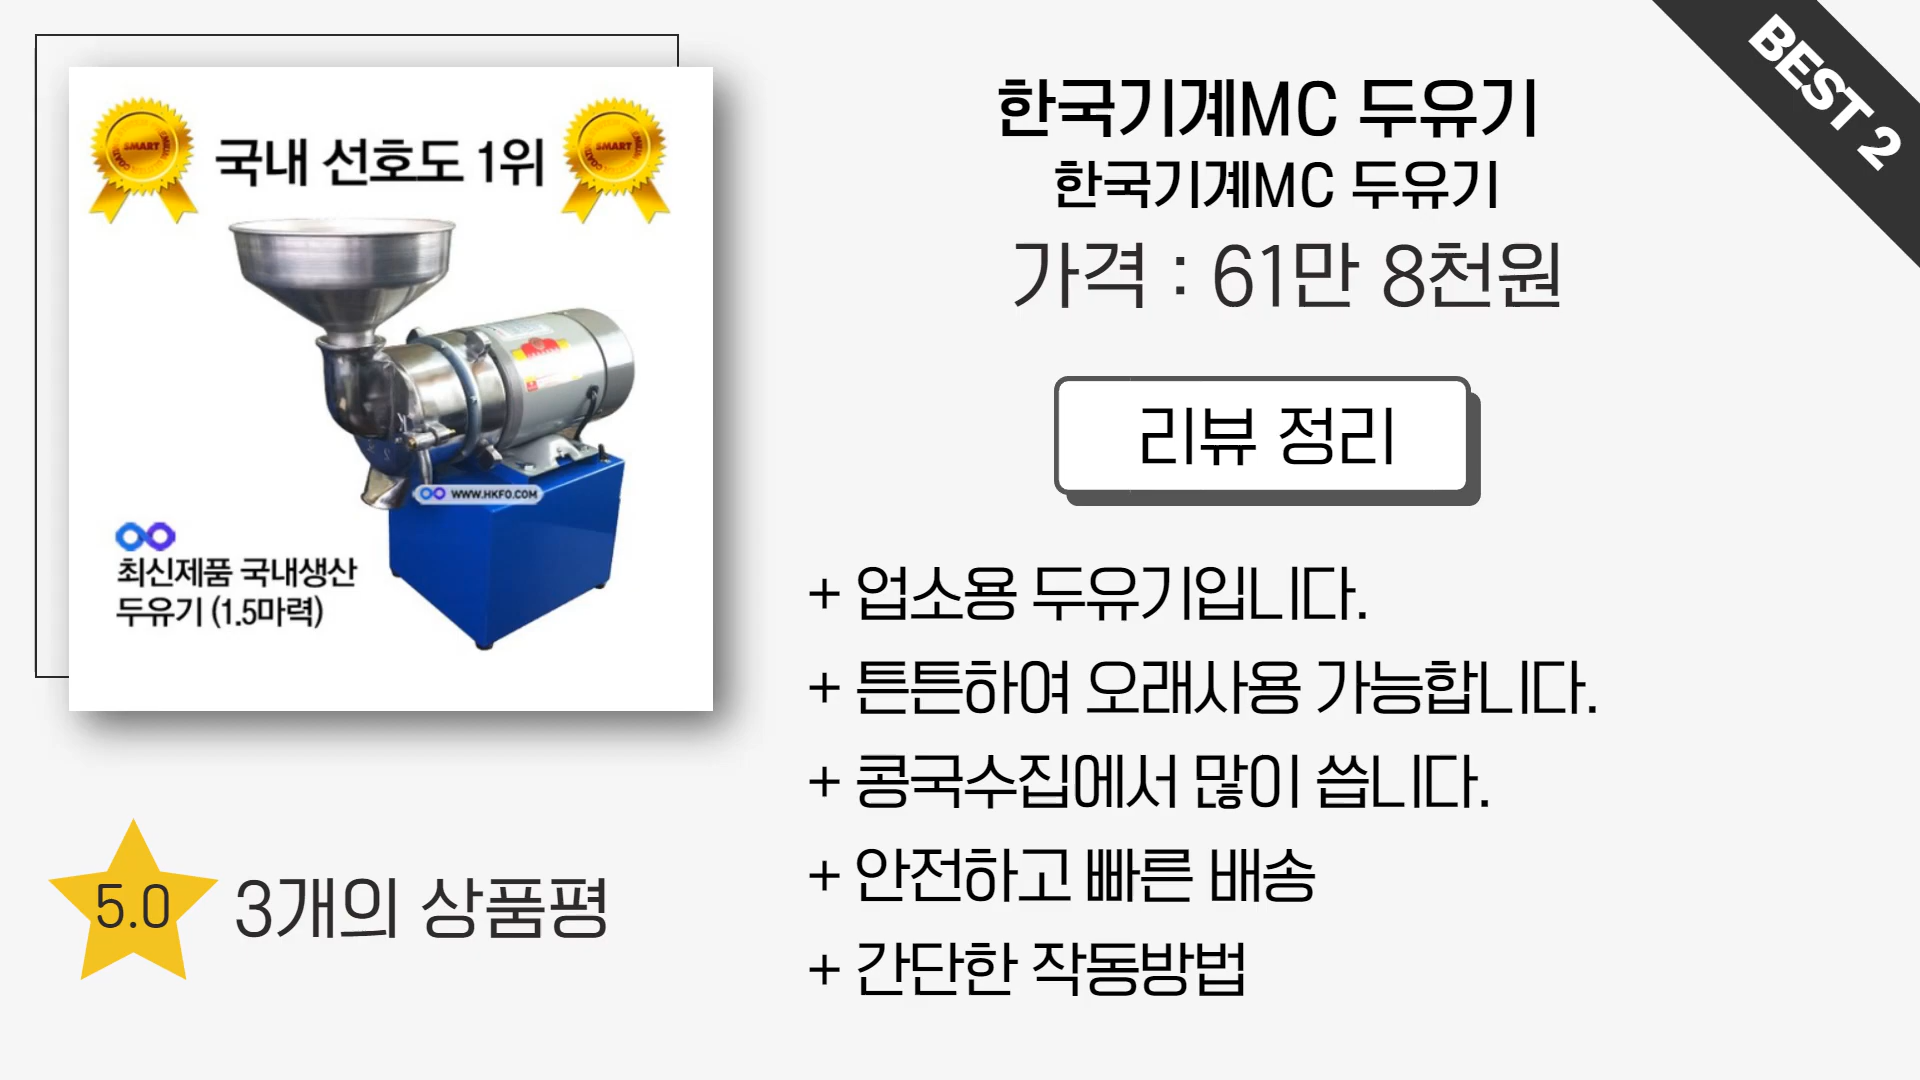 BEST 2
국내 선호도 1위
SMART
SMART
WWW.HKFO.COM
최신제품 국내생산
두유기 (1.5마력)
한국기계MC 두유기
한국기계MC 두유기
가격 : 61만 8천원
리뷰 정리
+ 업소용 두유기입니다.
+ 튼튼하여 오래사용 가능합니다.
+ 콩국수집에서 많이 씁니다.
+ 안전하고 빠른 배송
+ 간단한 작동방법
5.0
3개의 상품평